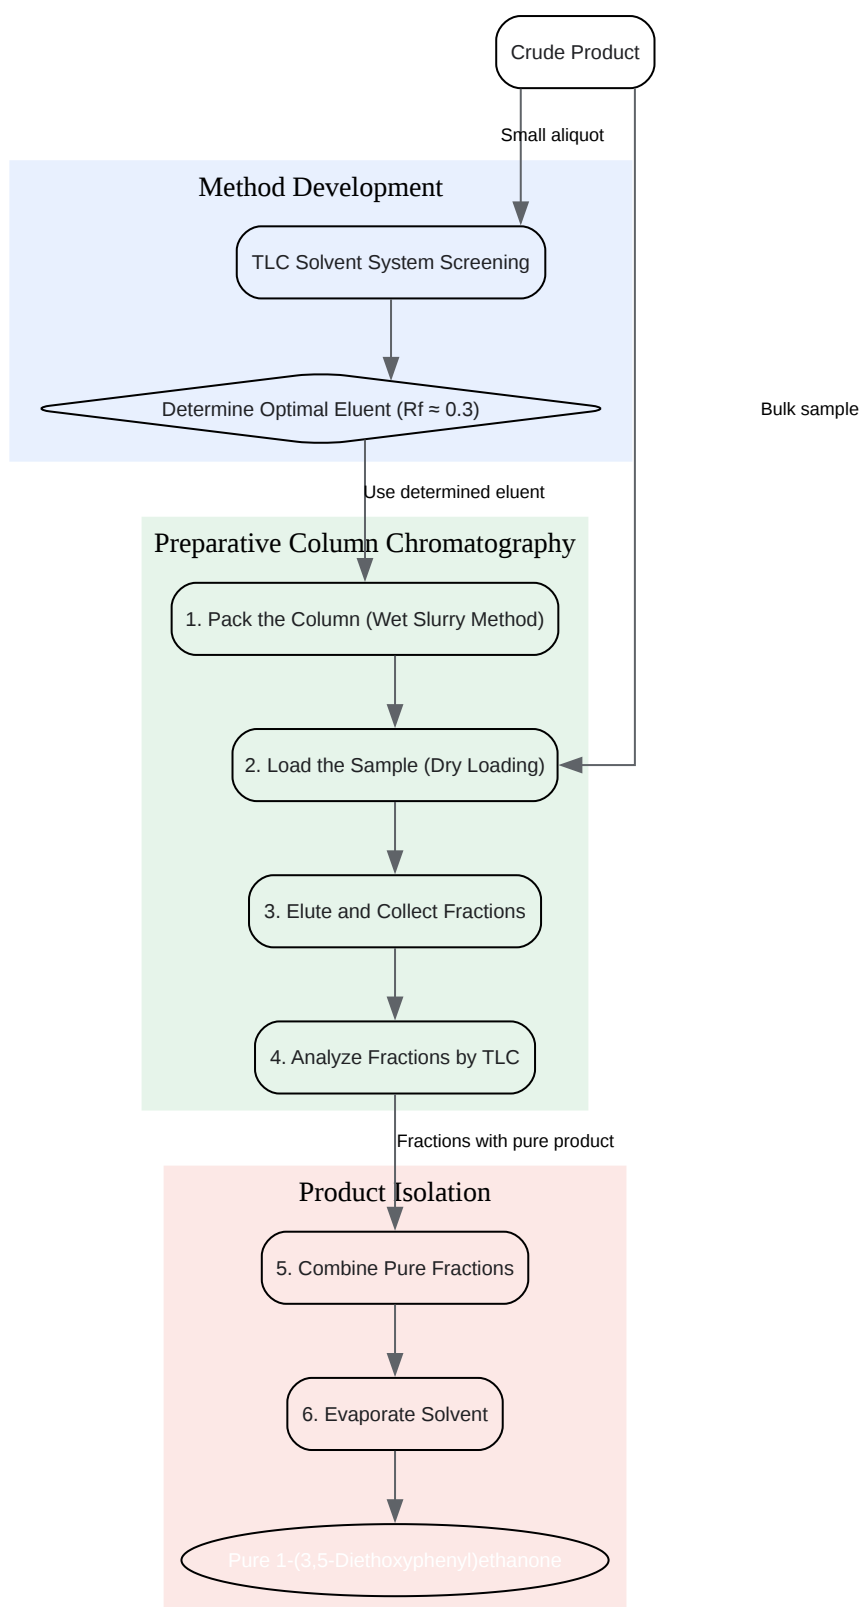 Crude Product
Small aliquot
Method Development
TLC Solvent System Screening
Determine Optimal Eluent (Rf ≈ 0.3)
Bulk sample
Use determined eluent
Preparative Column Chromatography
1. Pack the Column (Wet Slurry Method)
2. Load the Sample (Dry Loading)
3. Elute and Collect Fractions
4. Analyze Fractions by TLC
Fractions with pure product
Product Isolation
5. Combine Pure Fractions
6. Evaporate Solvent
Pure 1-(3,5-Diethoxyphenyl)ethanone